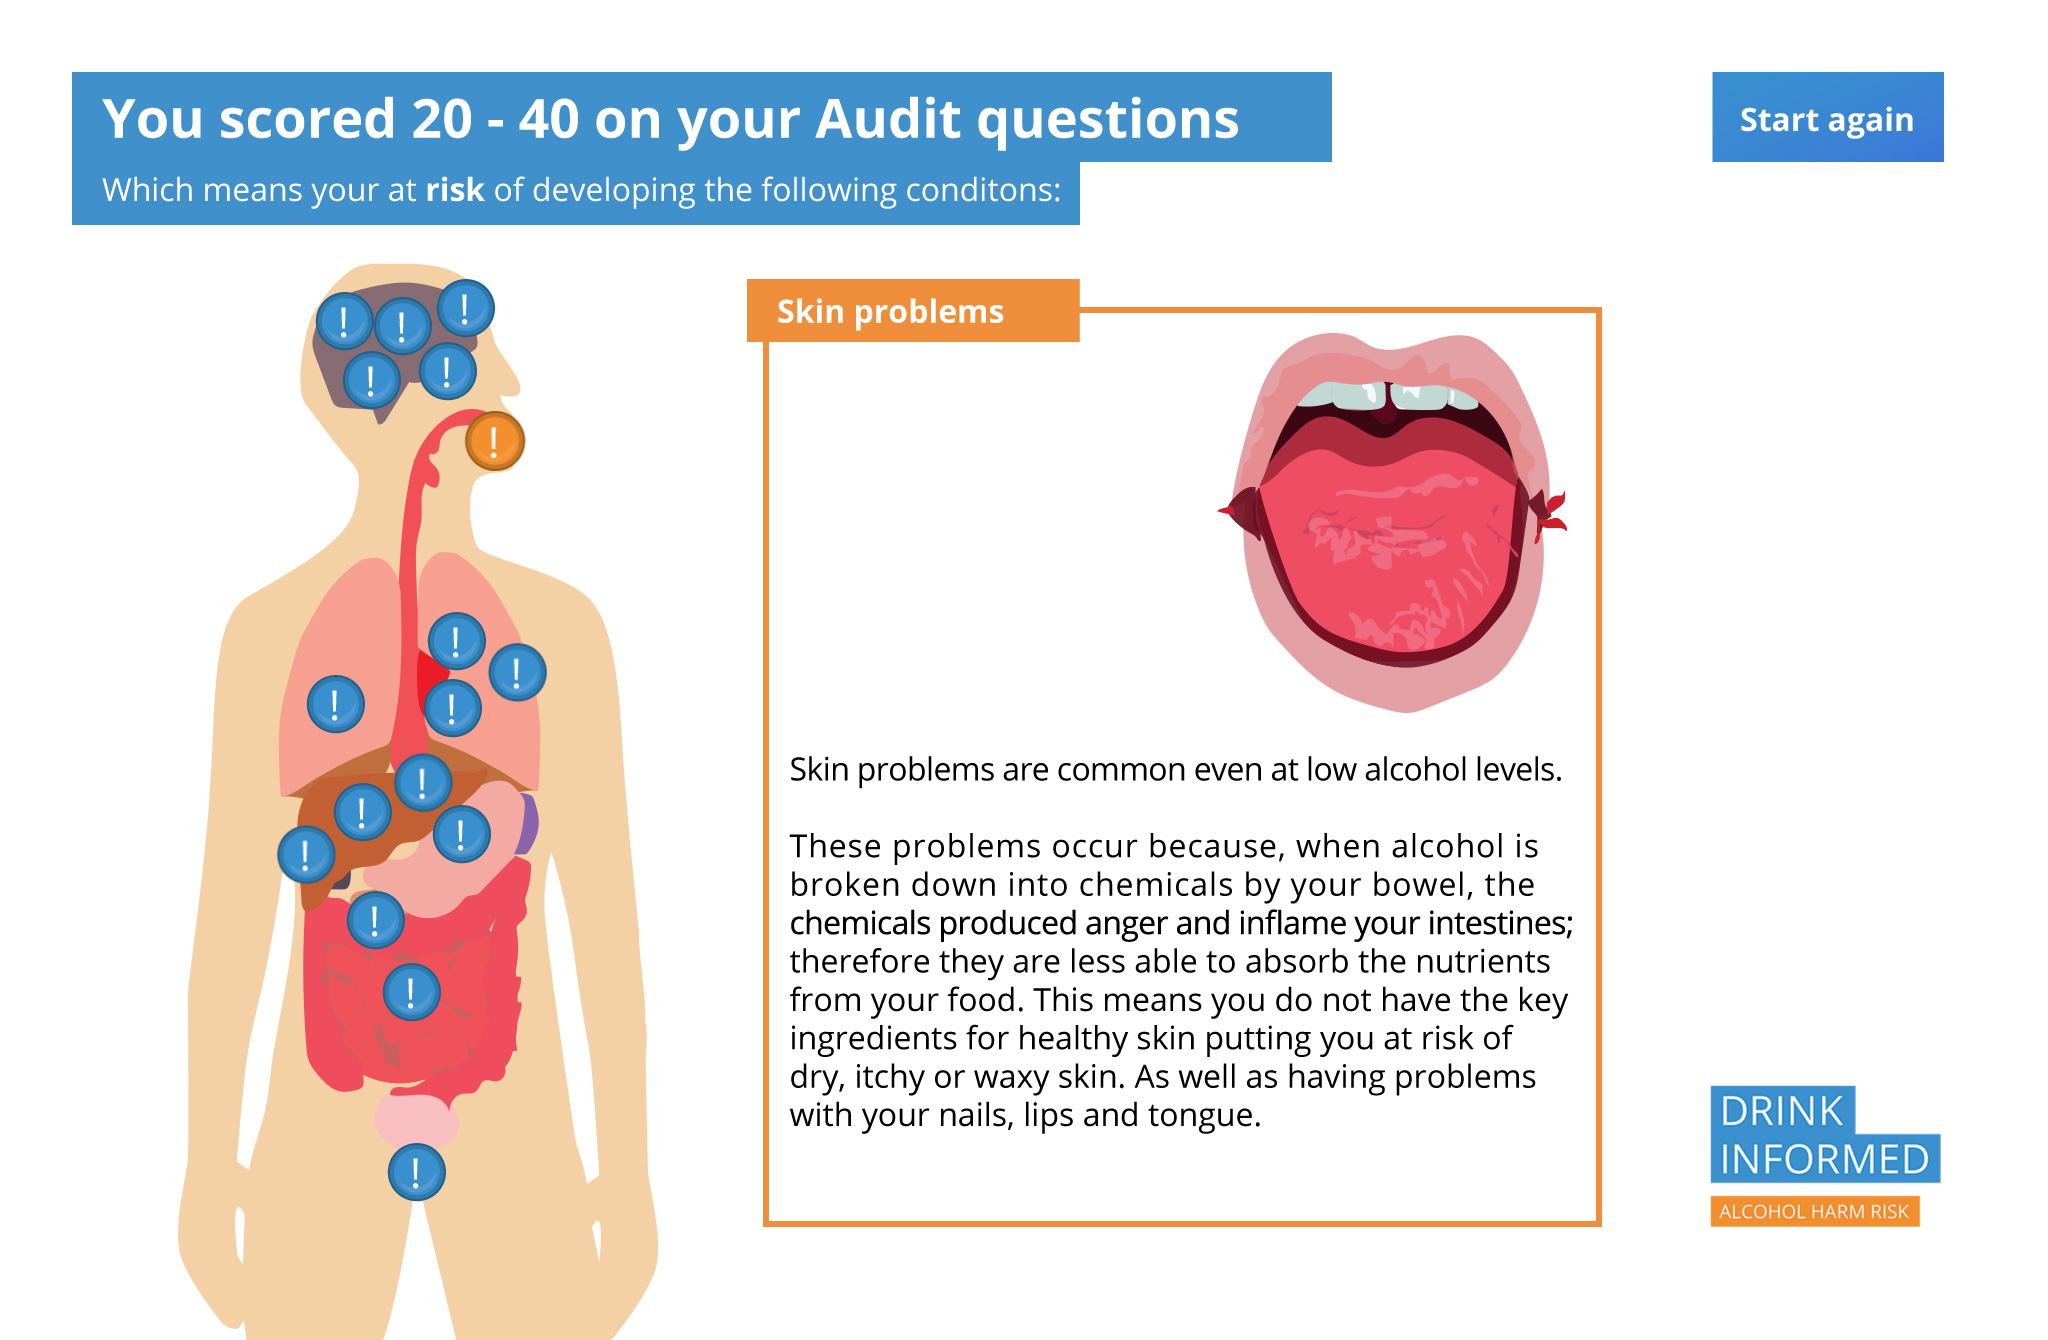 You scored 20 - 40 on your Audit questions
Start again
Which means your at risk of developing the following conditons:
Skin problems
Skin problems are common even at low alcohol levels.
These problems occur because, when alcohol is
broken down into chemicals by your bowel, the
chemicals produced anger and inflame your intestines;
therefore they are less able to absorb the nutrients
from your food. This means you do not have the key
ingredients for healthy skin putting you at risk of
dry, itchy or waxy skin. As well as having problems
with your nails, lips and tongue.
DRINK
INFORMED
ALCOHOL HARM RISK